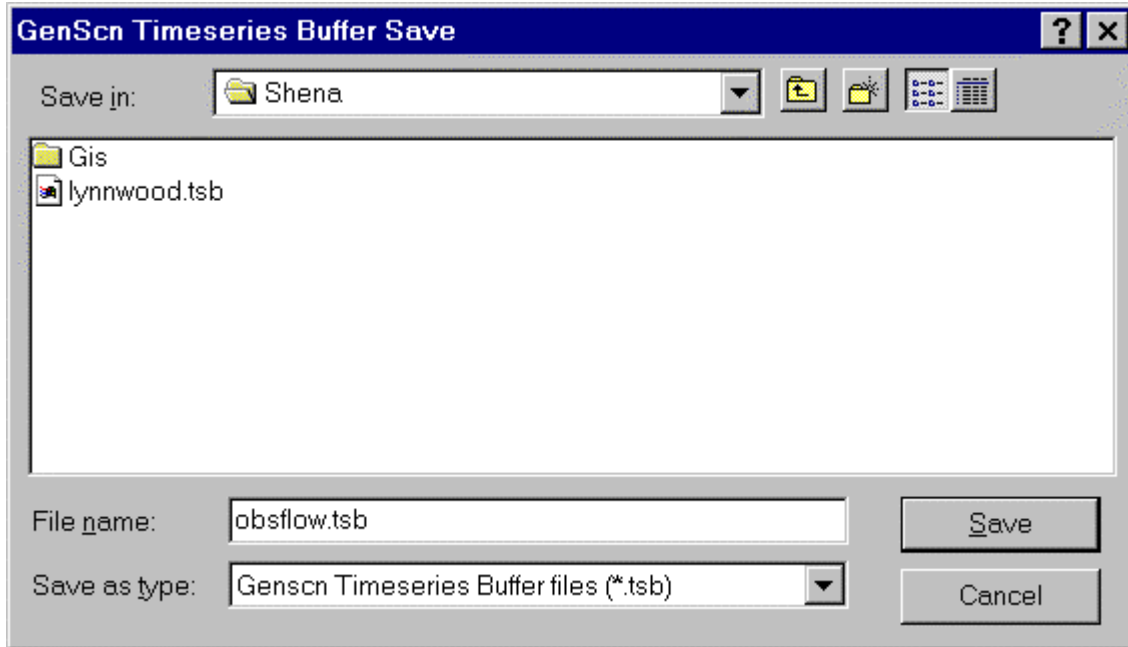 GenScn Timeseries Buffer Save
Save in: Shena
Gis
lynnwood.tsb
File name: obsflow.tsb
Save
Save as type: Genscn Timeseries Buffer files (*.tsb)
Cancel